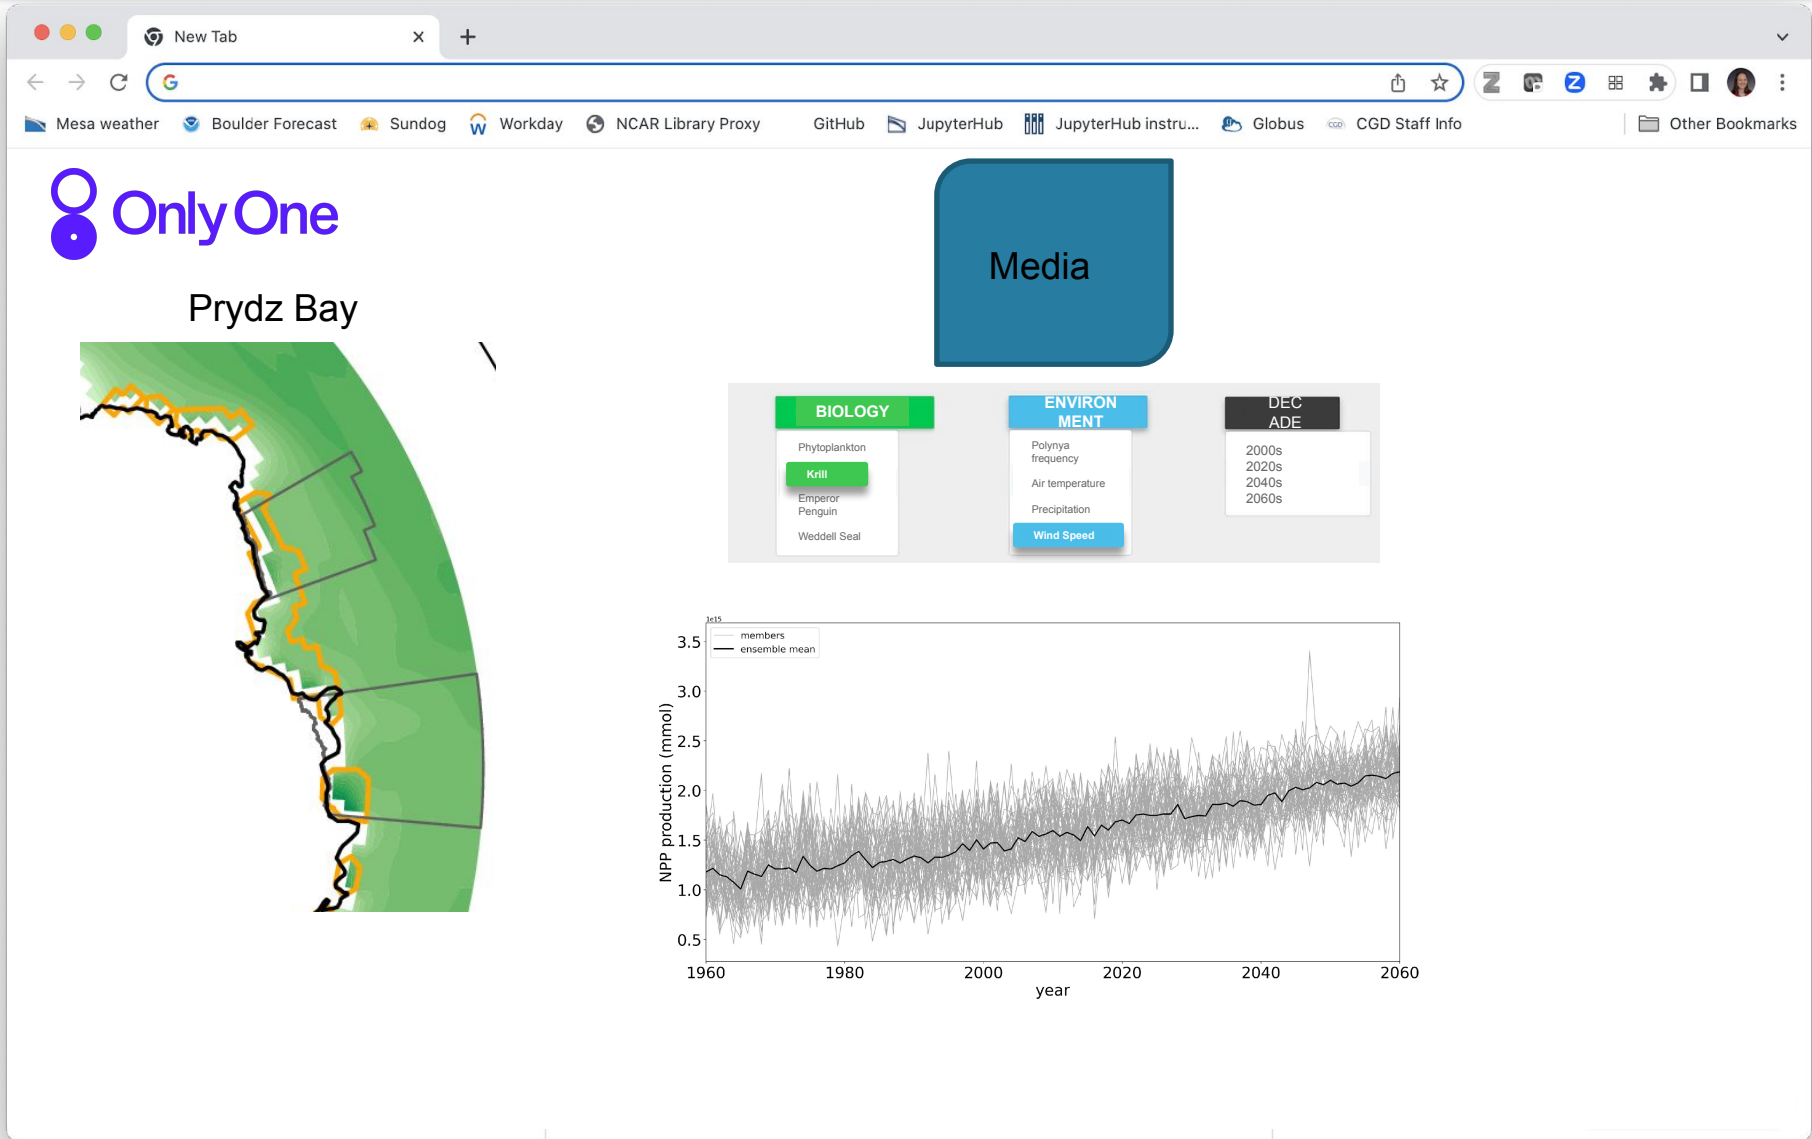 New Tab
Mesa weather
Boulder Forecast
Sundog
Workday
NCAR Library Proxy
GitHub
JupyterHub
JupyterHub instru...
Globus
CGD Staff Info
Other Bookmarks
Only One
Media
Prydz Bay
BIOLOGY
Phytoplankton
Krill
Emperor
Penguin
Weddell Seal
ENVIRON
MENT
Polynya
frequency
Air temperature
Precipitation
Wind Speed
DEC
ADE
2000s
2020s
2040s
2060s
1e15
members
ensemble mean
NPP production (mmol)
3.5
3.0
2.5
2.0
1.5
1.0
0.5
1960
1980
2000
2020
2040
2060
year